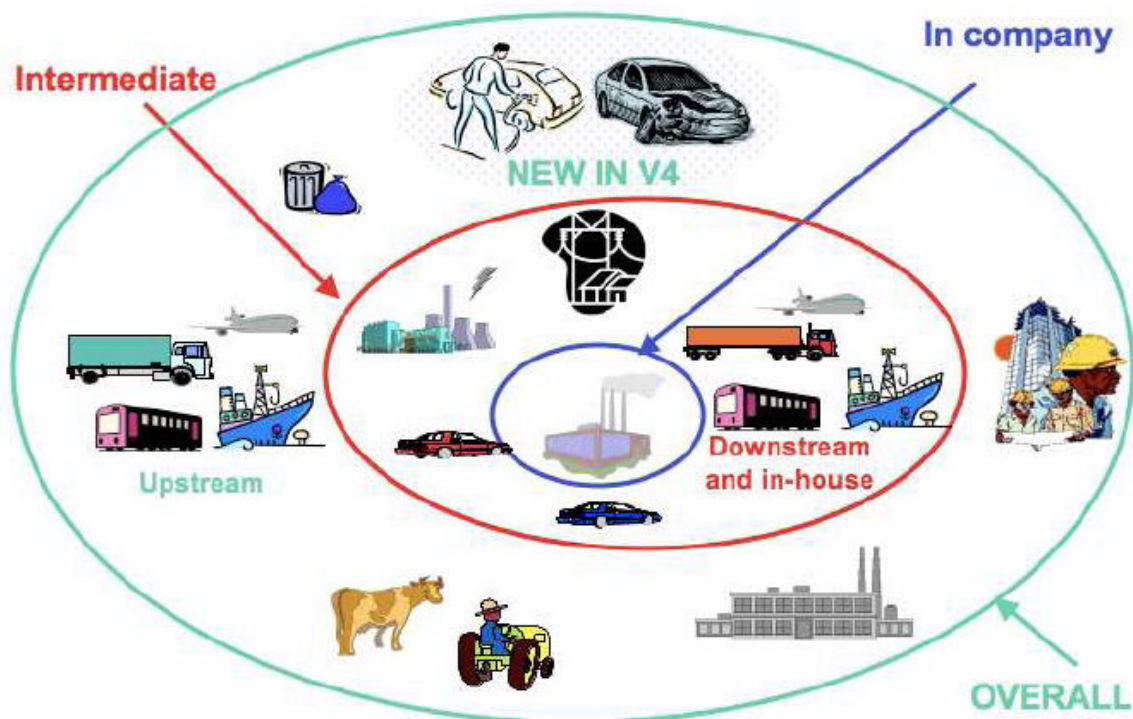 In company
Intermediate
NEW IN V4
Upstream
Downstream
and in-house
OVERALL